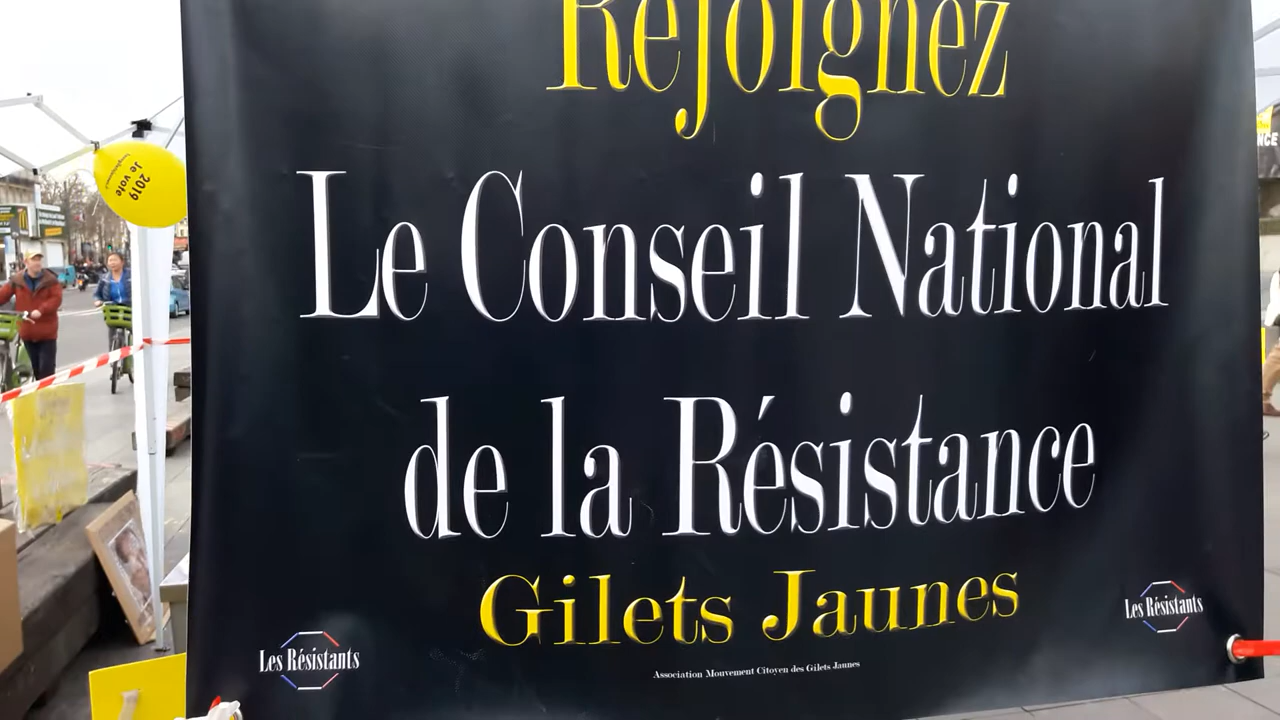 Rejoignez
Le Conseil National
de la Résistance
Gilets Jaunes
Les Résistants
Les Résistants
Association Mouvement Citoyen des Gilets Jaunes
2019
Je vote
NCE